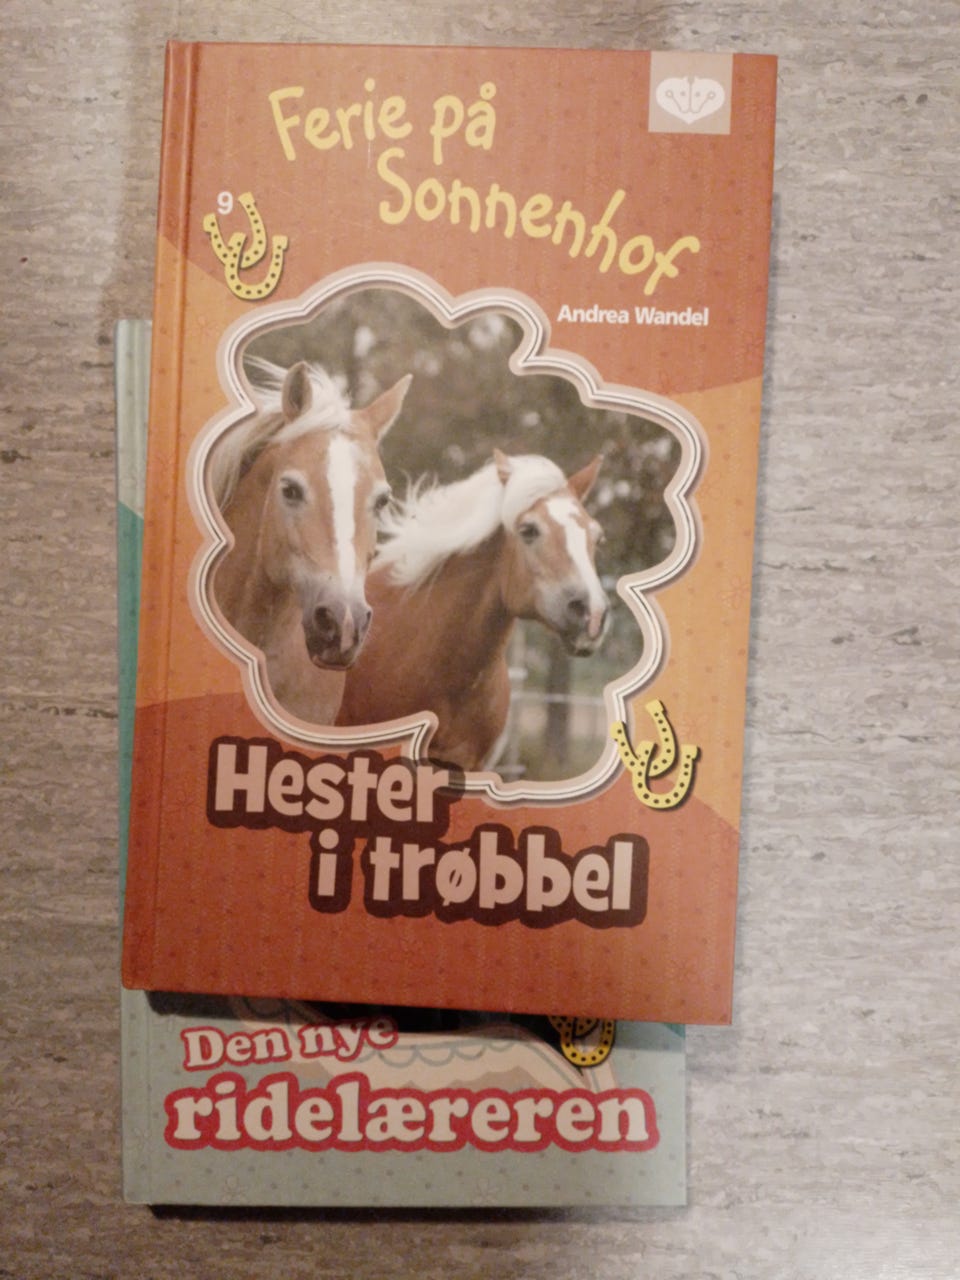 Ferie på
Sonnenhof
9
Andrea Wandel
Hester
i trøbbel
Den nye
ridelæreren